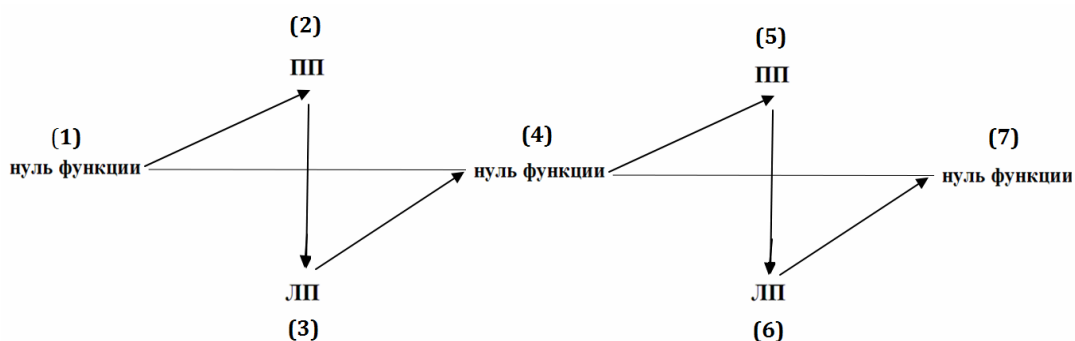 (1)
нуль функции
(2)
ПП
ЛП
(3)
(4)
нуль функции
(5)
ПП
ЛП
(6)
(7)
нуль функции